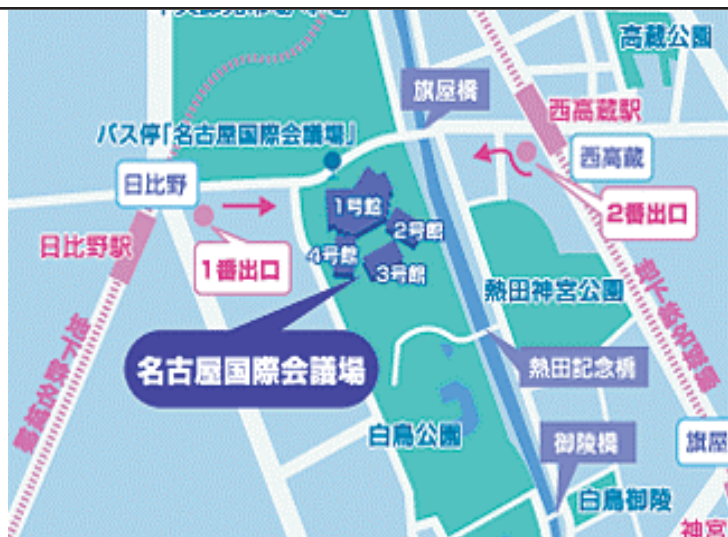 高蔵公園
旗屋橋
西高蔵駅
バス停「名古屋国際会議場」
西高蔵
日比野
1号館
2番出口
2号館
日比野駅
1番出口
4号館
3号館
熱田神宮公園
名古屋国際会議場
熱田記念橋
白鳥公園
御陵橋
旗屋
白鳥御陵
神宮